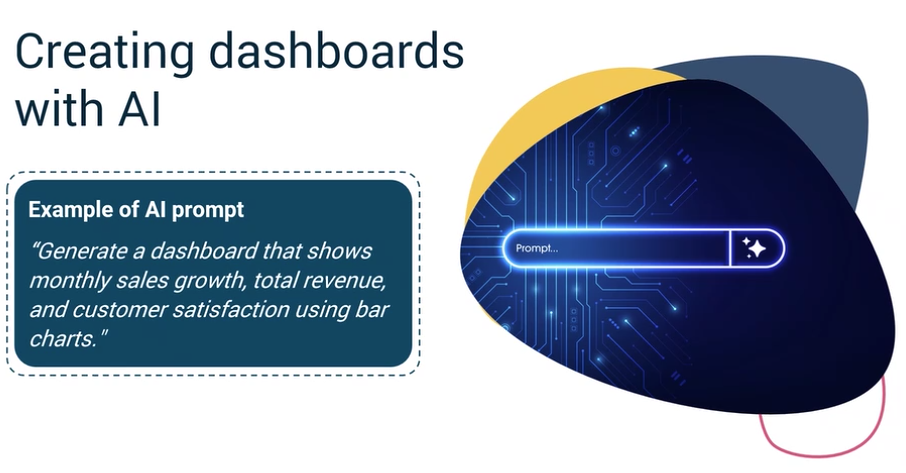 Creating dashboards
with AI
Example of AI prompt
“Generate a dashboard that shows
monthly sales growth, total revenue,
and customer satisfaction using bar
charts."
Prompt...